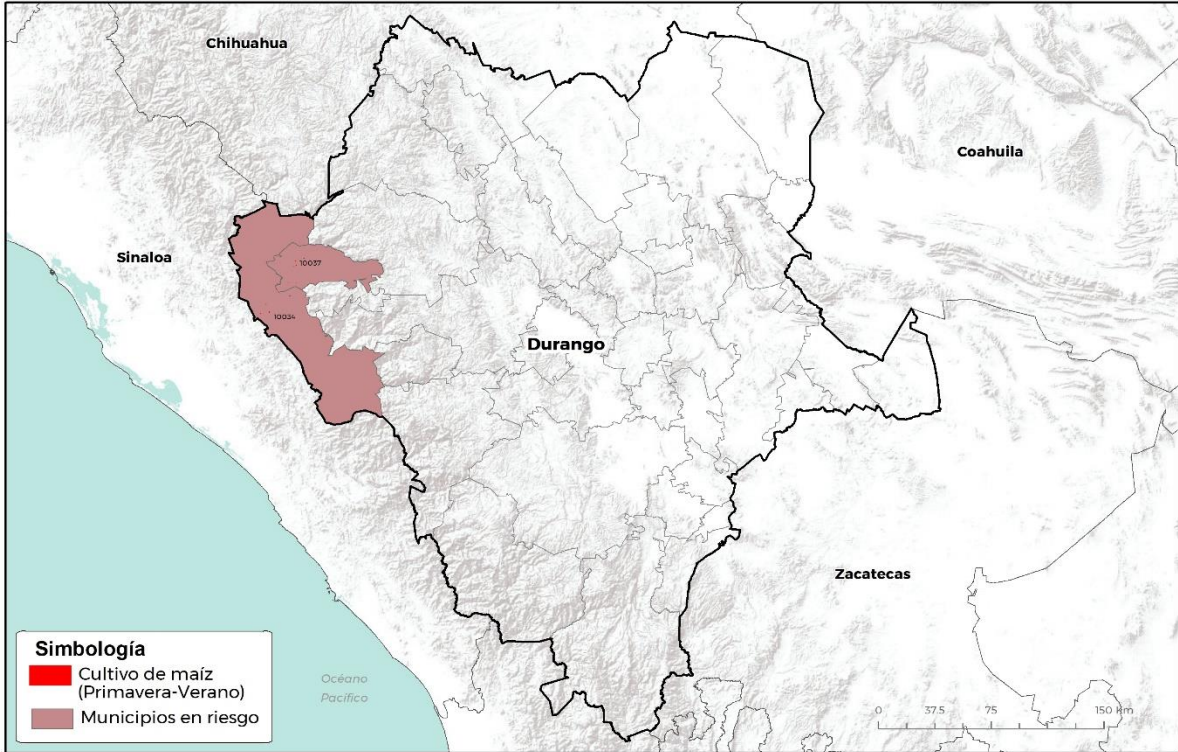 Chihuahua
Coahuila
Sinaloa
10037
10034
Durango
Zacatecas
Simbología
Cultivo de maíz
(Primavera-Verano)
Municipios en riesgo
Océano
Pacífico
0 37.5 75 150 km